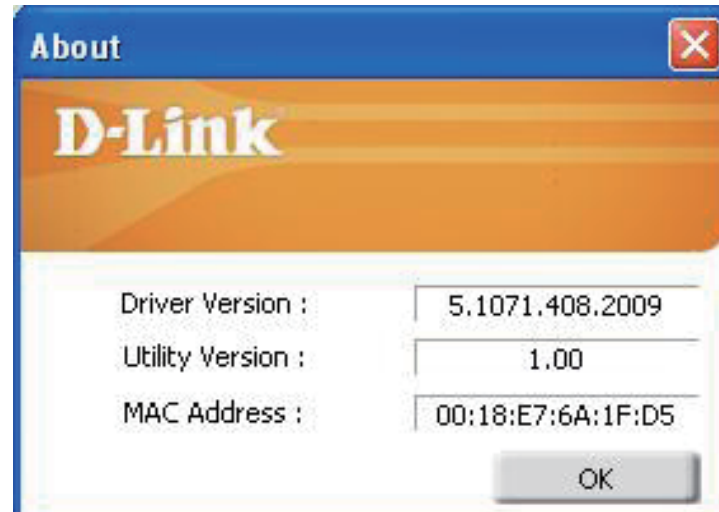 About
D-Link
Driver Version : 5.1071.408.2009
Utility Version : 1.00
MAC Address : 00:18:E7:6A:1F:D5
OK